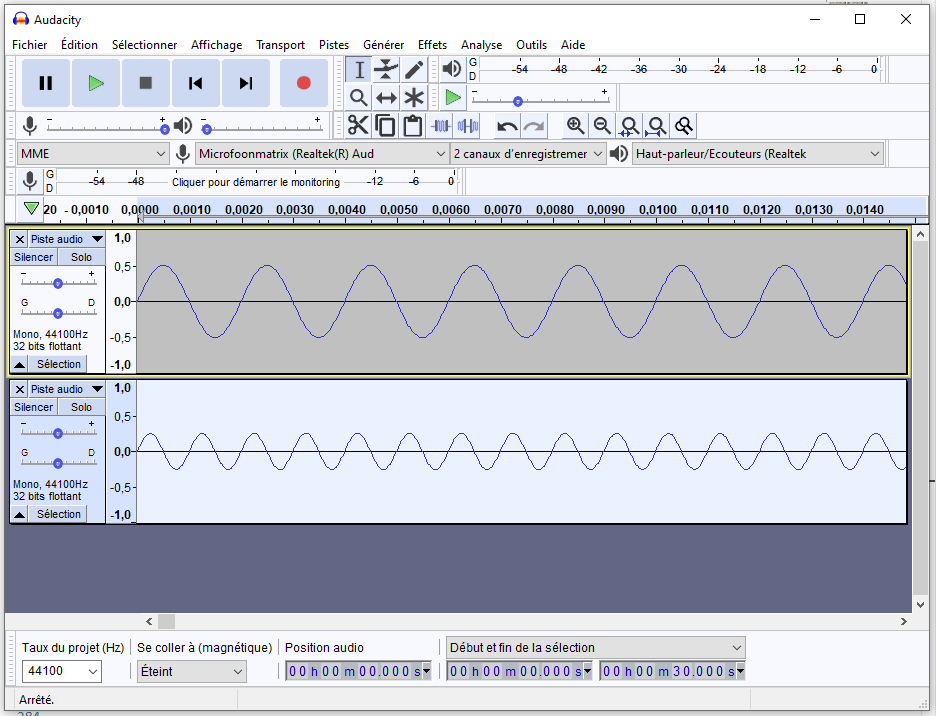 Audacity
Fichier Édition Sélectionner Affichage Transport Pistes Générer Effets Analyse Outils Aide
G
D
-54 -48 -42 -36 -30 -24 -18 -12 -6 0
- +
- + - +
MME Microfoonmatrix (Realtek(R) Aud 2 canaux d'enregistremer Haut-parleur/Ecouteurs (Realtek
G
D
-54 -48 Cliquer pour démarrer le monitoring -12 -6 0
20 - 0,0010 0,0000 0,0010 0,0020 0,0030 0,0040 0,0050 0,0060 0,0070 0,0080 0,0090 0,0100 0,0110 0,0120 0,0130 0,0140
Piste audio 1,0
Silencer Solo
- + 0,5
G D 0,0
Mono, 44100Hz -0,5
32 bits flottant
Sélection -1,0
Piste audio 1,0
Silencer Solo
- + 0,5
G D 0,0
Mono, 44100Hz -0,5
32 bits flottant
Sélection -1,0
Taux du projet (Hz) Se coller à (magnétique) Position audio Début et fin de la sélection
44100 Éteint 00 h 00 m 00.000 s 00 h 00 m 00.000 s 00 h 00 m 30.000 s
Arrêté.